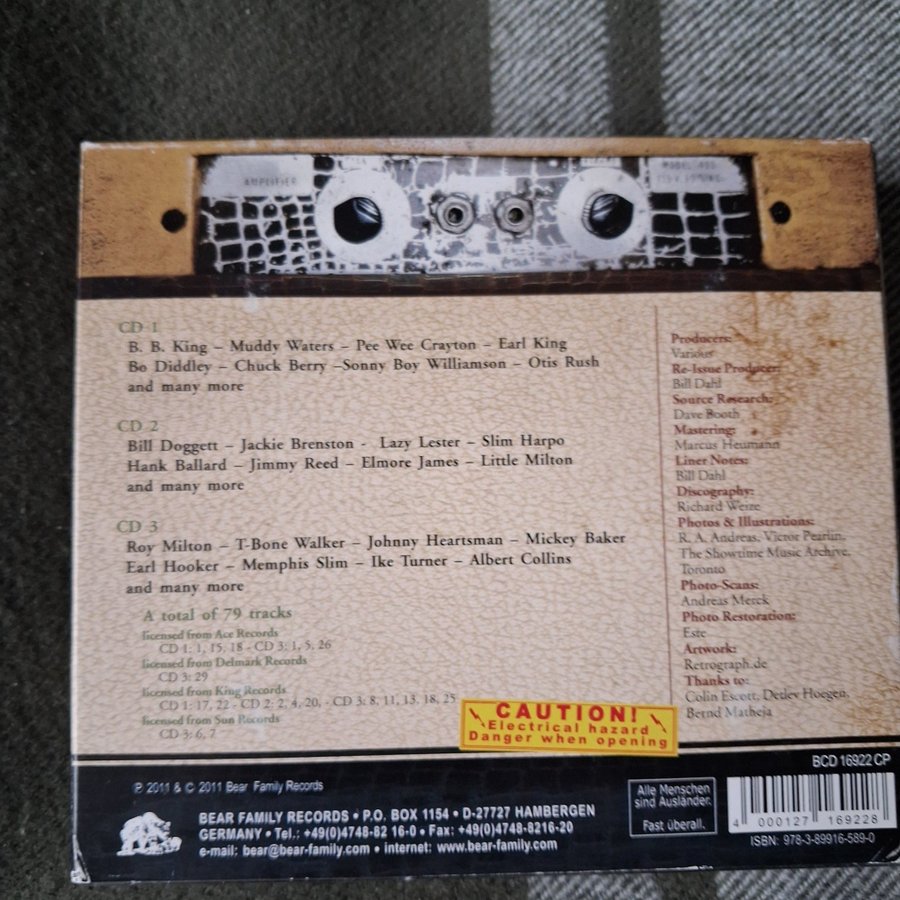 AMPLIFIER
CD 1
B. B. King – Muddy Waters – Pee Wee Crayton – Earl King
Bo Diddley – Chuck Berry –Sonny Boy Williamson – Otis Rush
and many more
CD 2
Bill Doggett – Jackie Brenston - Lazy Lester – Slim Harpo
Hank Ballard – Jimmy Reed – Elmore James – Little Milton
and many more
CD 3
Roy Milton – T-Bone Walker – Johnny Heartsman – Mickey Baker
Earl Hooker – Memphis Slim – Ike Turner – Albert Collins
and many more
A total of 79 tracks
licensed from Ace Records
CD 1: 1, 15, 18 - CD 3: 1, 5, 26
licensed from Delmark Records
CD 3: 29
licensed from King Records
CD 1: 17, 22 - CD 2: 2, 4, 20, - CD 3: 8, 11, 13, 18, 25
licensed from Sun Records
CD 3: 6, 7
Producers:
Various
Re-Issue Producer:
Bill Dahl
Source Research:
Dave Booth
Mastering:
Marcus Heumann
Liner Notes:
Bill Dahl
Discography:
Richard Weize
Photos & Illustrations:
R. A. Andreas, Victor Pearlin,
The Showtime Music Archive,
Toronto
Photo-Scans:
Andreas Merck
Photo Restoration:
Este
Artwork:
Retrograph.de
Thanks to:
Colin Escott, Detlev Hoegen,
Bernd Matheja
CAUTION!
Electrical hazard
Danger when opening
BCD 16922 CP
℗ 2011 & © 2011 Bear Family Records
BEAR FAMILY RECORDS • P.O. BOX 1154 • D-27727 HAMBERGEN
GERMANY • Tel.: +49(0)4748-82 16-0 • Fax: +49(0)4748-8216-20
e-mail: bear@bear-family.com • internet: www.bear-family.com
Alle Menschen
sind Ausländer.
Fast überall.
4 000127 169228
ISBN: 978-3-89916-589-0